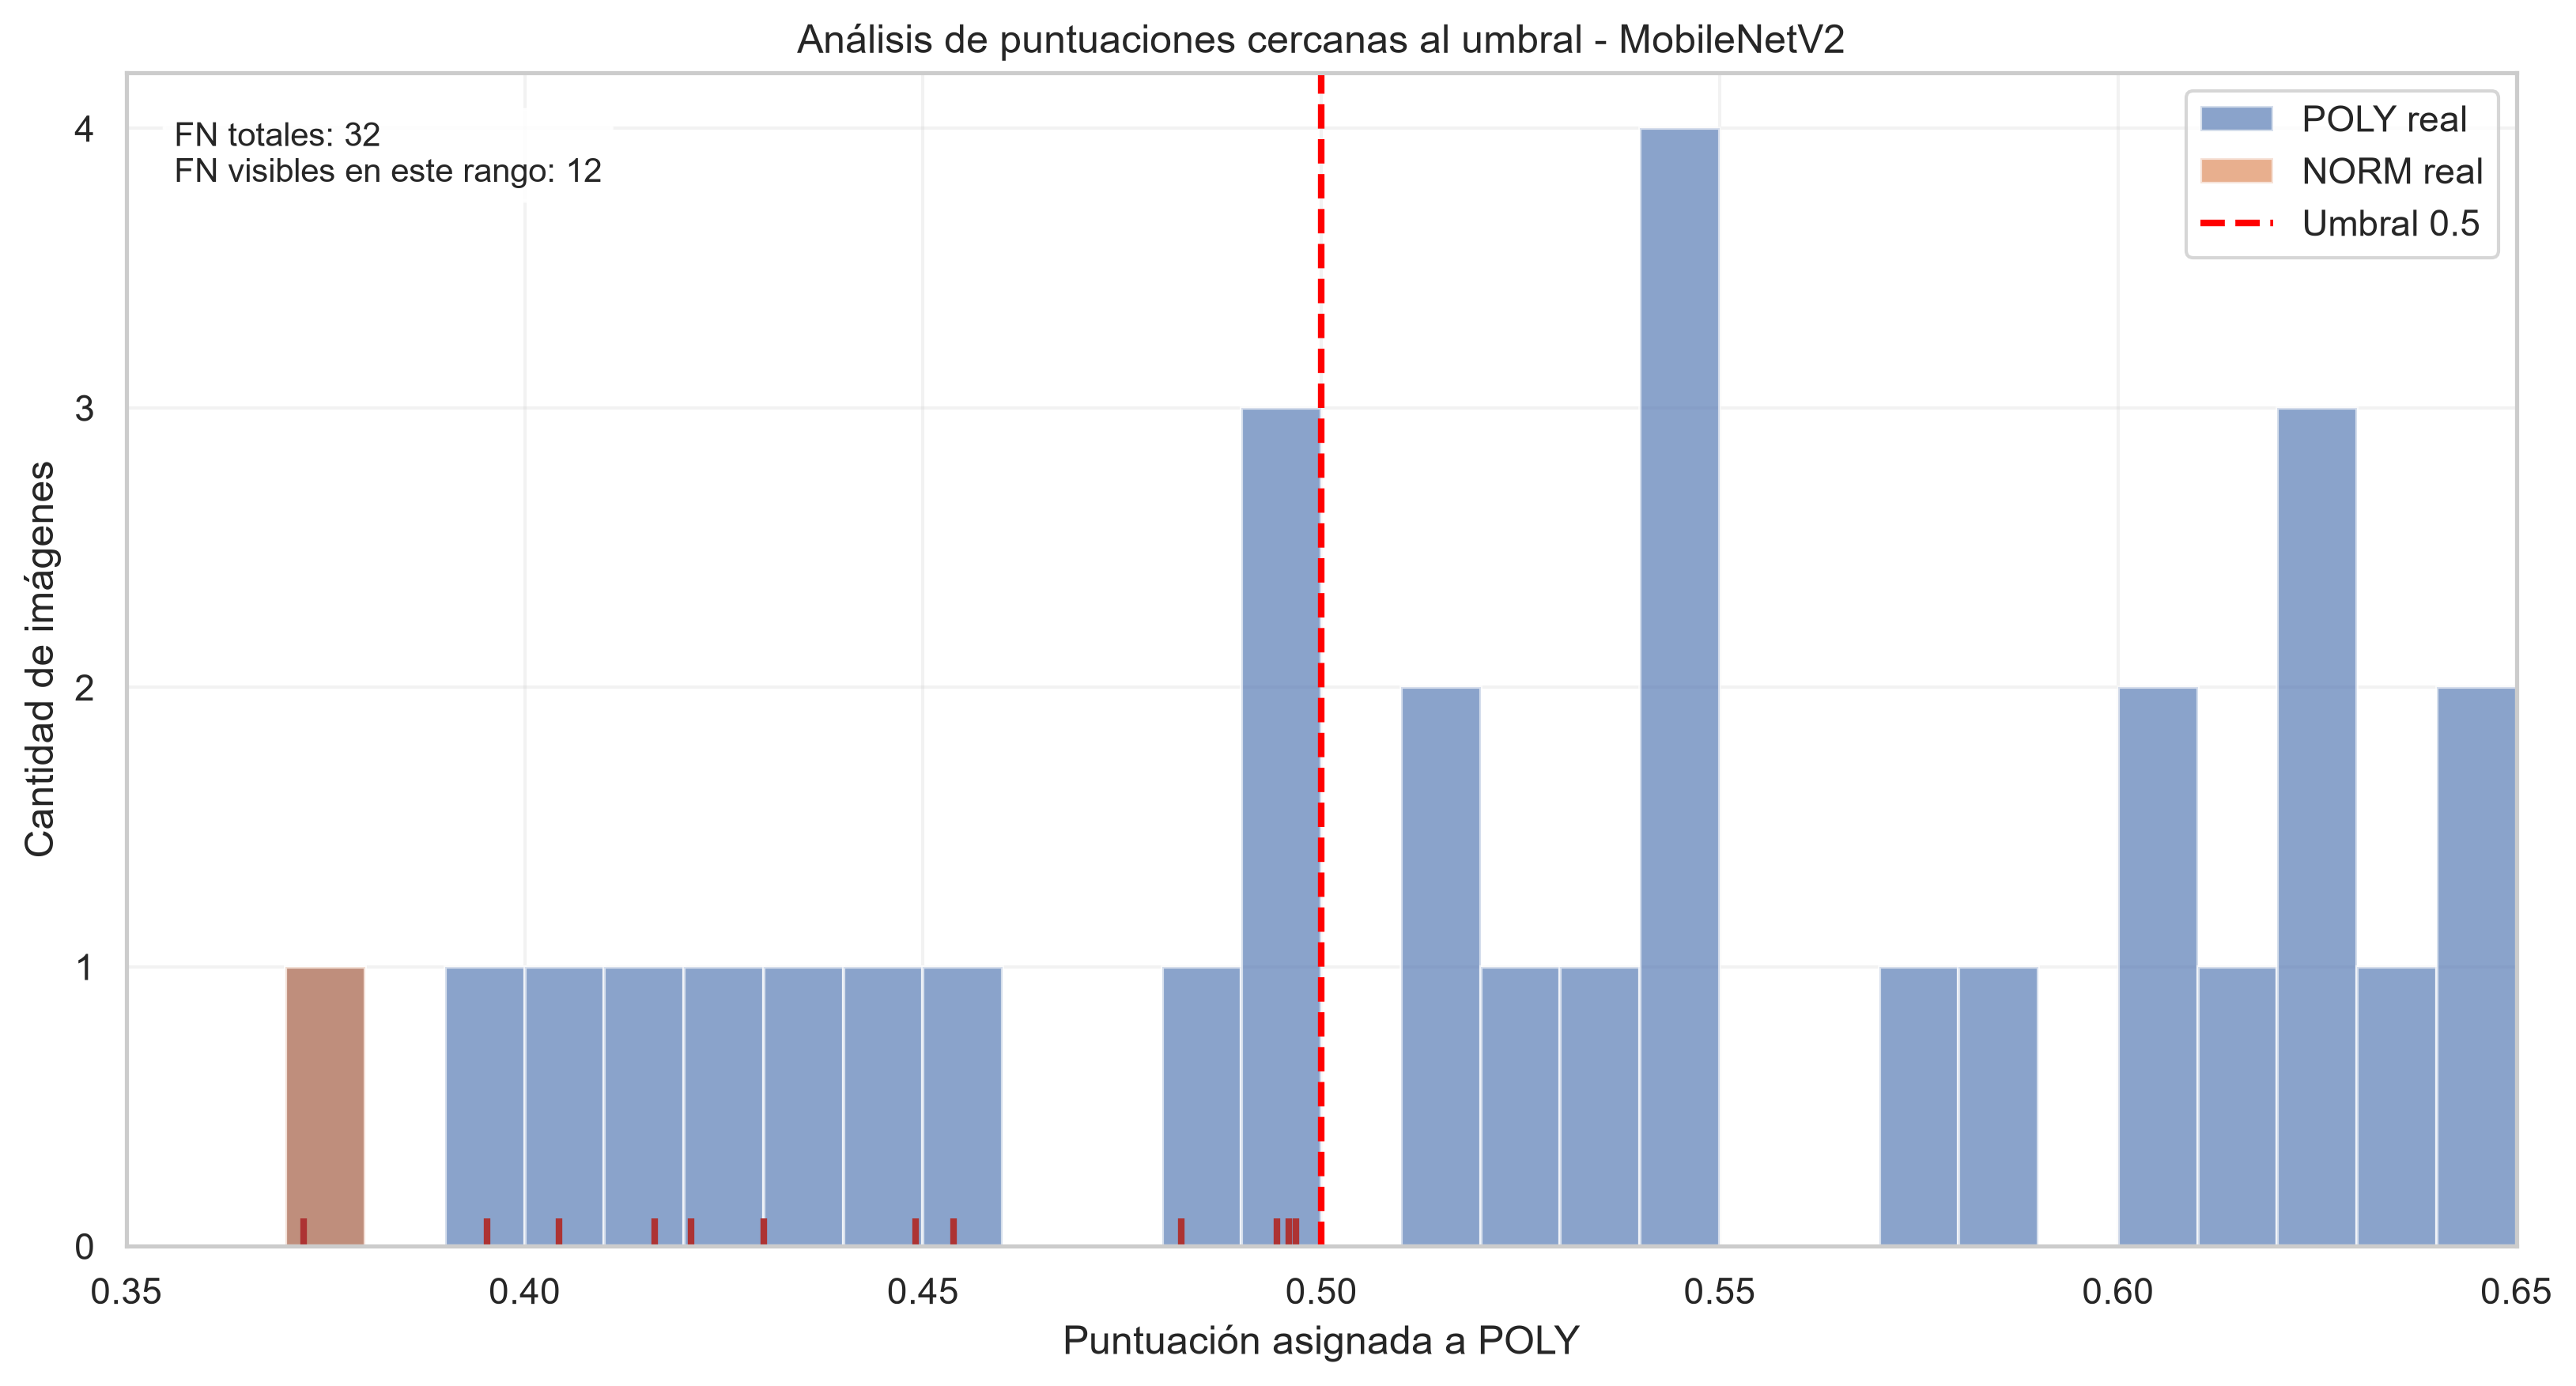 Análisis de puntuaciones cercanas al umbral - MobileNetV2
FN totales: 32
FN visibles en este rango: 12
POLY real
NORM real
Umbral 0.5
Cantidad de imágenes
4
3
2
1
0
0.35 0.40 0.45 0.50 0.55 0.60 0.65
Puntuación asignada a POLY